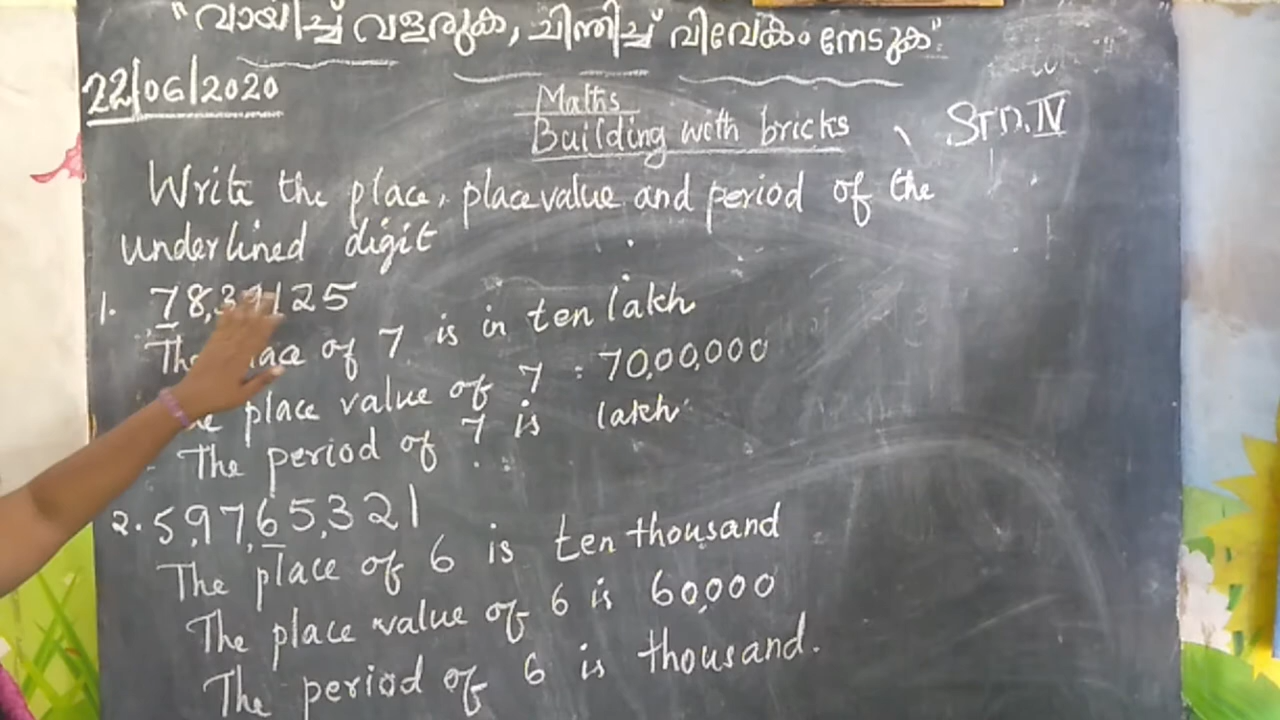 "വായിച്ച് വളരുക, ചിന്തിച്ച് വിവേകം നേടുക"
22/06/2020
Maths
Building with bricks
STD. IV
Write the place, place value and period of the
underlined digit
1. 78,39125
The place of 7 is in ten lakh
The place value of 7 = 70,00,000
The period of 7 is lakh
2. 5,97,65,321
The place of 6 is ten thousand
The place value of 6 is 60,000
The period of 6 is thousand.